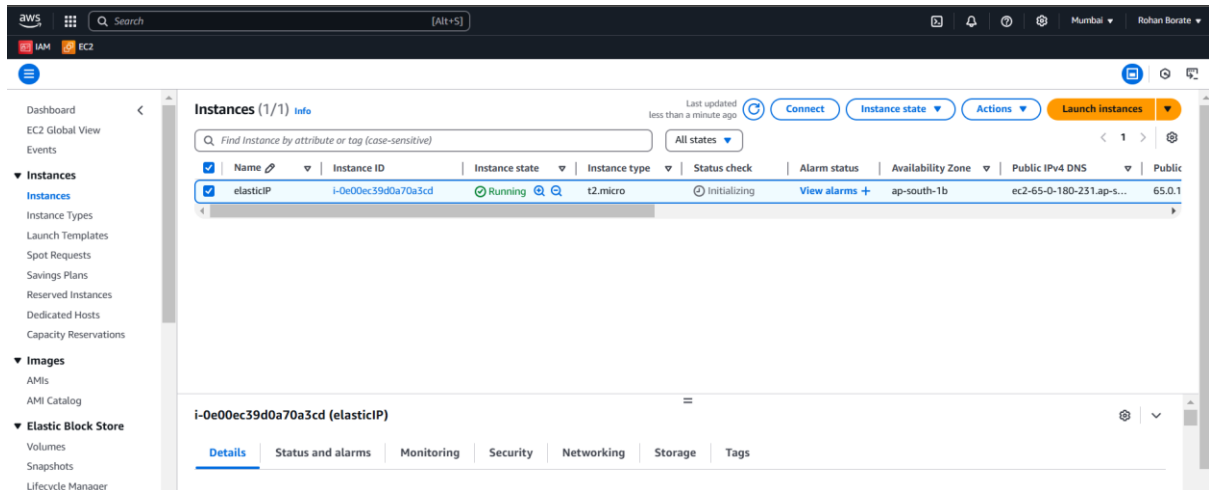 aws Search [Alt+S] Mumbai Rohan Borate
IAM EC2
Dashboard
EC2 Global View
Events
Instances
Instances
Instance Types
Launch Templates
Spot Requests
Savings Plans
Reserved Instances
Dedicated Hosts
Capacity Reservations
Images
AMIs
AMI Catalog
Elastic Block Store
Volumes
Snapshots
Lifecycle Manager
Instances (1/1) Info
Last updated
less than a minute ago
Connect Instance state Actions Launch instances
Find Instance by attribute or tag (case-sensitive) All states 1
Name Instance ID Instance state Instance type Status check Alarm status Availability Zone Public IPv4 DNS Public
elasticIP i-0e00ec39d0a70a3cd Running t2.micro Initializing View alarms + ap-south-1b ec2-65-0-180-231.ap-s... 65.0.1
i-0e00ec39d0a70a3cd (elasticIP)
Details Status and alarms Monitoring Security Networking Storage Tags